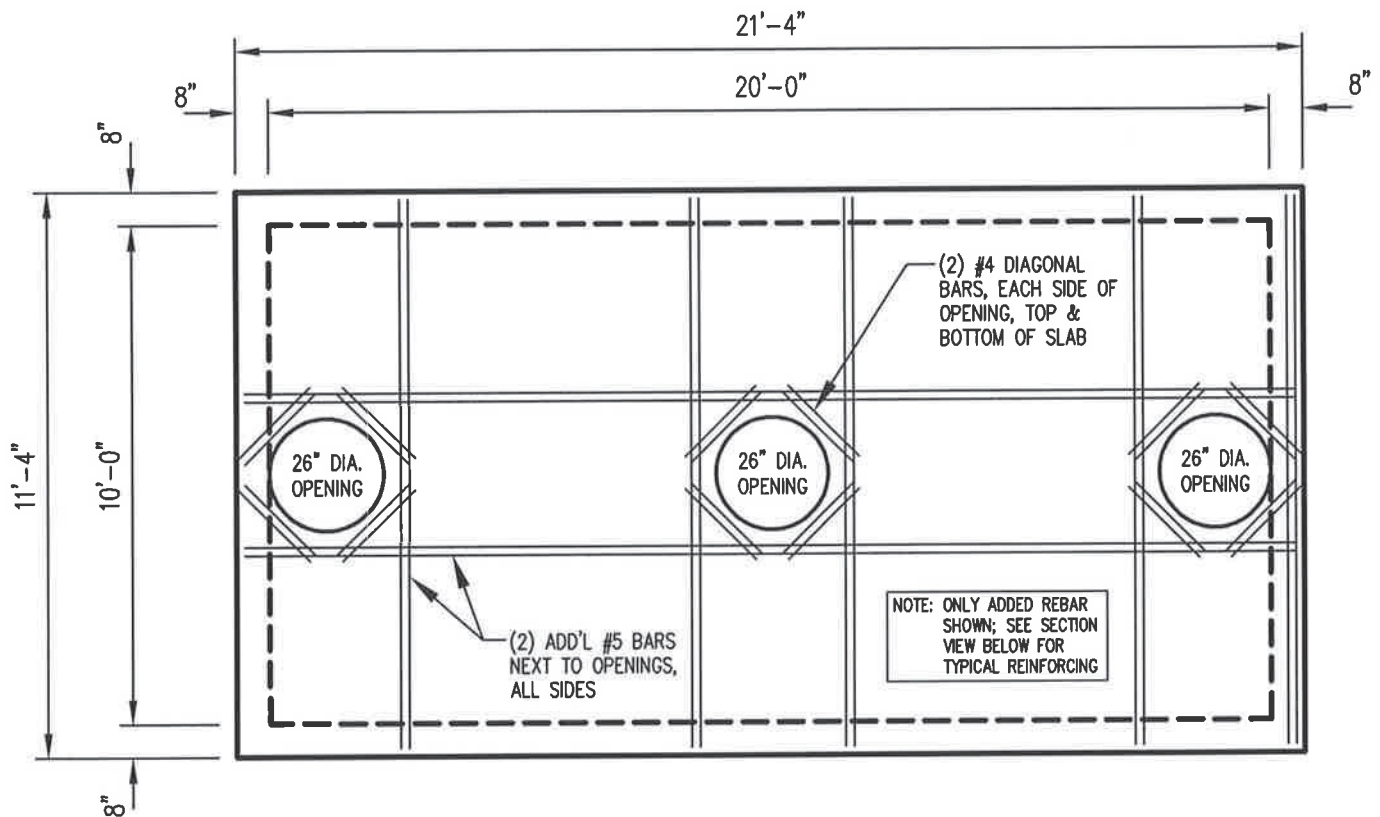 21'-4"
20'-0"
8"
8"
8"
11'-4"
10'-0"
8"
(2) #4 DIAGONAL
BARS, EACH SIDE OF
OPENING, TOP &
BOTTOM OF SLAB
26" DIA.
OPENING
26" DIA.
OPENING
26" DIA.
OPENING
(2) ADD'L #5 BARS
NEXT TO OPENINGS,
ALL SIDES
NOTE: ONLY ADDED REBAR
SHOWN; SEE SECTION
VIEW BELOW FOR
TYPICAL REINFORCING